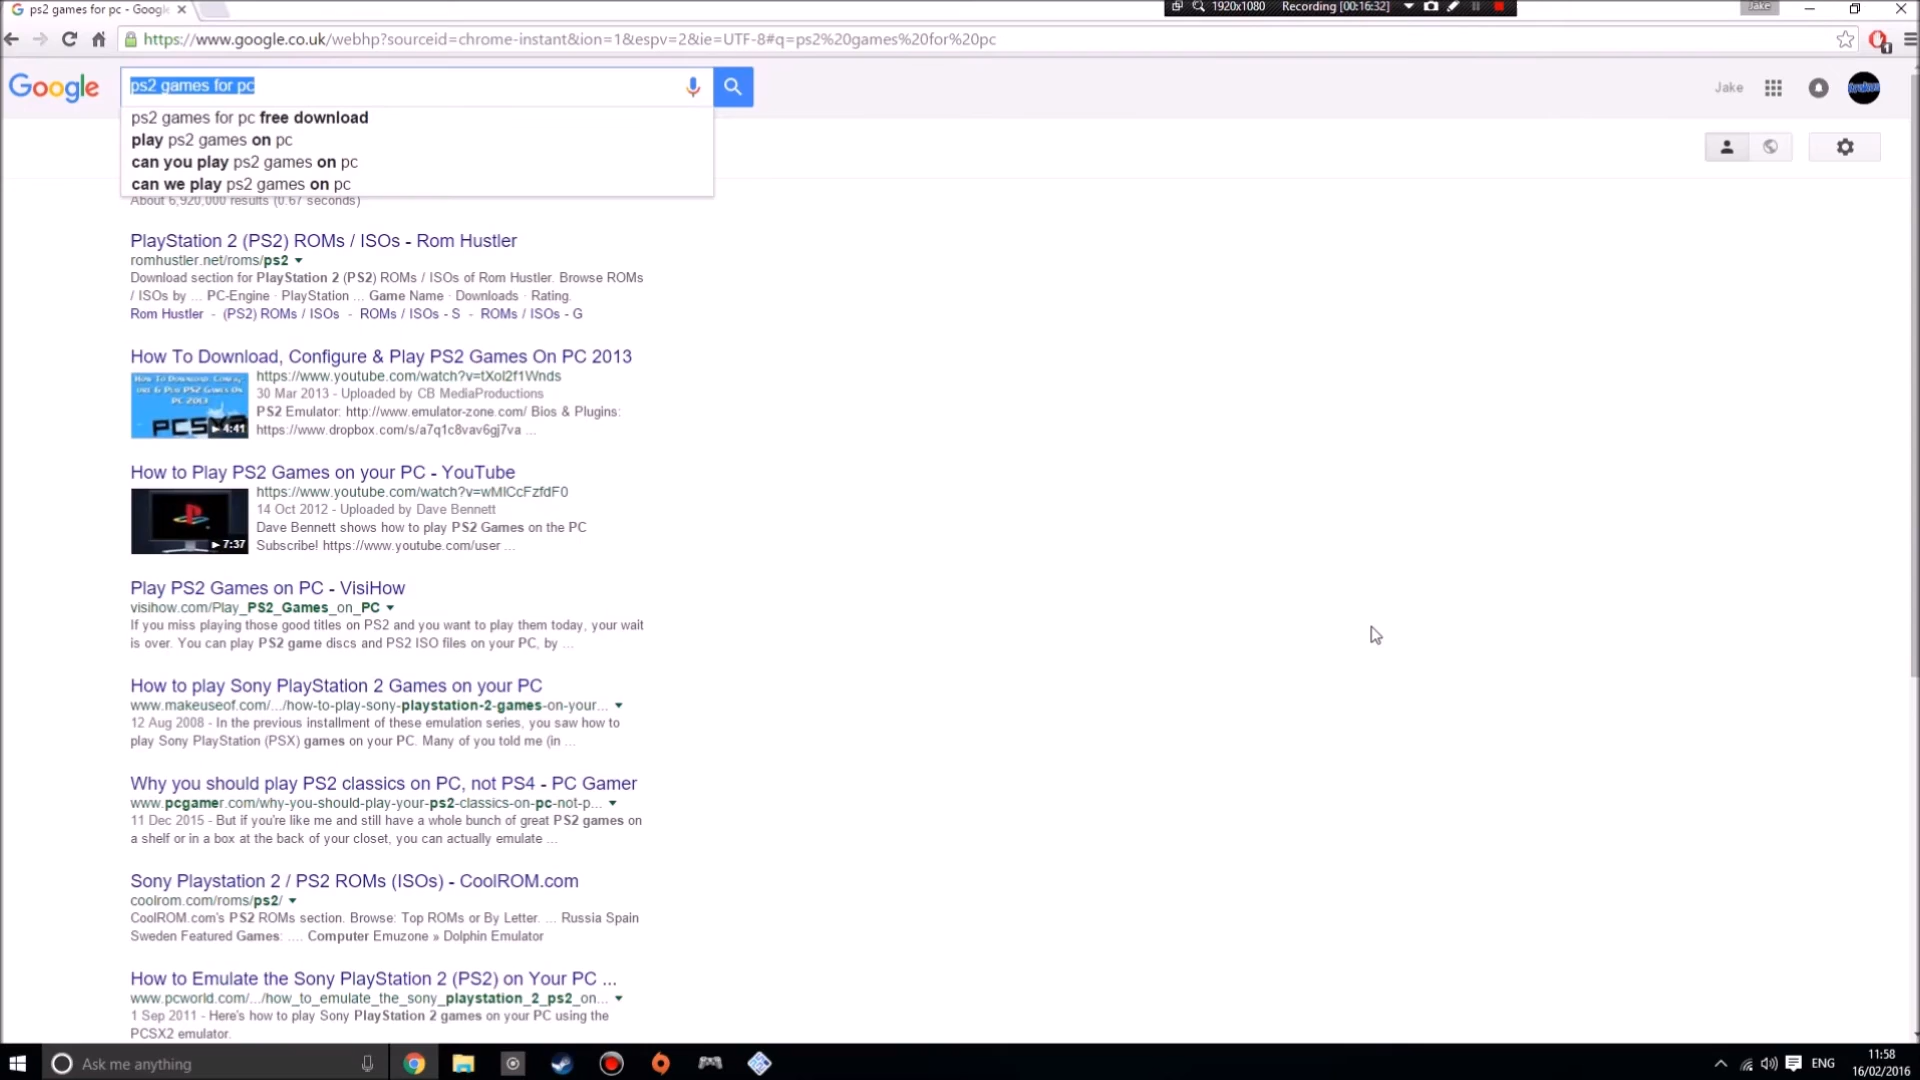 ps2 games for pc - Googl
1920x1080 Recording [00:16:32]
Jake
https://www.google.co.uk/webhp?sourceid=chrome-instant&ion=1&espv=2&ie=UTF-8#q=ps2%20games%20for%20pc
Google
ps2 games for pc
Jake
ps2 games for pc free download
play ps2 games on pc
can you play ps2 games on pc
can we play ps2 games on pc
About 6,920,000 results (0.67 seconds)
PlayStation 2 (PS2) ROMs / ISOs - Rom Hustler
romhustler.net/roms/ps2
Download section for PlayStation 2 (PS2) ROMs / ISOs of Rom Hustler. Browse ROMs
/ ISOs by ... PC-Engine · PlayStation ... Game Name · Downloads · Rating.
Rom Hustler - (PS2) ROMs / ISOs - ROMs / ISOs - S - ROMs / ISOs - G
How To Download, Configure & Play PS2 Games On PC 2013
https://www.youtube.com/watch?v=tXoI2f1Wnds
30 Mar 2013 - Uploaded by CB MediaProductions
PS2 Emulator: http://www.emulator-zone.com/ Bios & Plugins:
https://www.dropbox.com/s/a7q1c8vav6gj7va ...
4:41
How to Play PS2 Games on your PC - YouTube
https://www.youtube.com/watch?v=wMlCcFzfdF0
14 Oct 2012 - Uploaded by Dave Bennett
Dave Bennett shows how to play PS2 Games on the PC
Subscribe! https://www.youtube.com/user ...
7:37
Play PS2 Games on PC - VisiHow
visihow.com/Play_PS2_Games_on_PC
If you miss playing those good titles on PS2 and you want to play them today, your wait
is over. You can play PS2 game discs and PS2 ISO files on your PC, by ...
How to play Sony PlayStation 2 Games on your PC
www.makeuseof.com/.../how-to-play-sony-playstation-2-games-on-your...
12 Aug 2008 - In the previous installment of these emulation series, you saw how to
play Sony PlayStation (PSX) games on your PC. Many of you told me (in ...
Why you should play PS2 classics on PC, not PS4 - PC Gamer
www.pcgamer.com/why-you-should-play-your-ps2-classics-on-pc-not-p...
11 Dec 2015 - But if you're like me and still have a whole bunch of great PS2 games on
a shelf or in a box at the back of your closet, you can actually emulate ...
Sony Playstation 2 / PS2 ROMs (ISOs) - CoolROM.com
coolrom.com/roms/ps2/
CoolROM.com's PS2 ROMs section. Browse: Top ROMs or By Letter. ... Russia Spain
Sweden Featured Games: .... Computer Emuzone » Dolphin Emulator
How to Emulate the Sony PlayStation 2 (PS2) on Your PC ...
www.pcworld.com/.../how_to_emulate_the_sony_playstation_2_ps2_on...
1 Sep 2011 - Here's how to play Sony PlayStation 2 games on your PC using the
PCSX2 emulator.
Ask me anything
ENG
11:58
16/02/2016